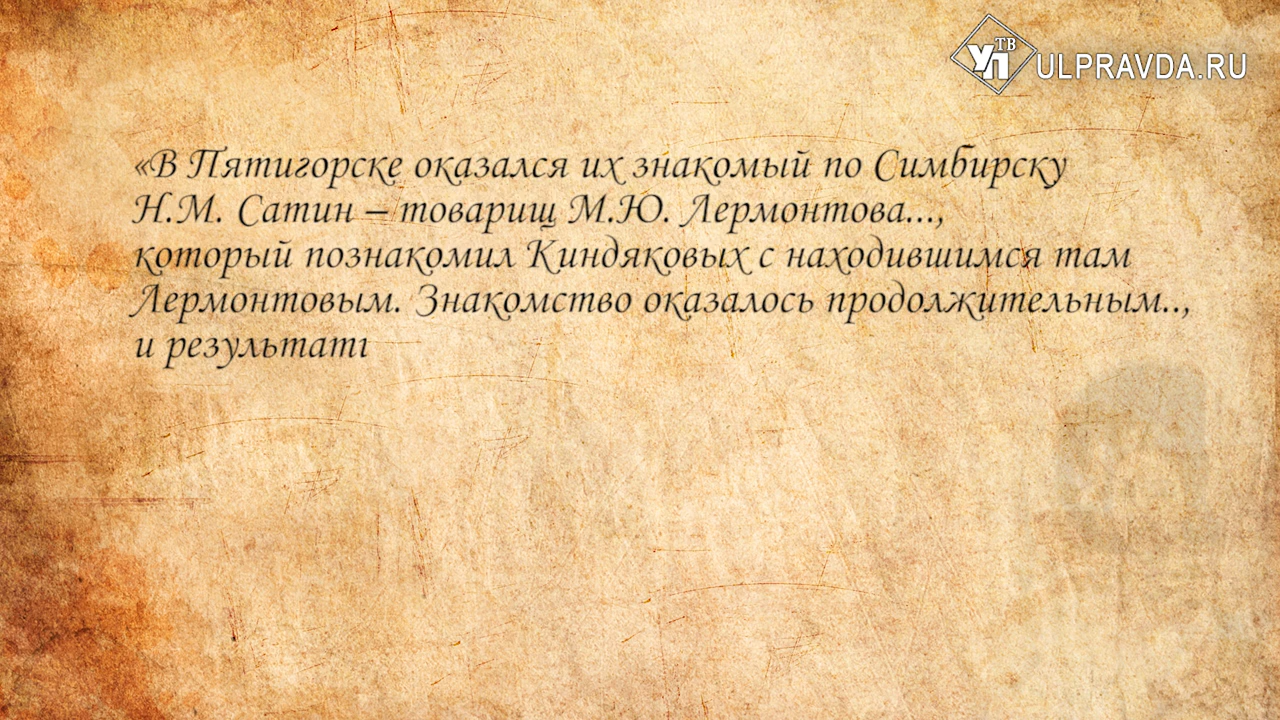 УП ТВ ULPRAVDA.RU
«В Пятигорске оказался их знакомый по Симбирску
Н.М. Сатин – товарищ М.Ю. Лермонтова...,
который познакомил Киндяковых с находившимся там
Лермонтовым. Знакомство оказалось продолжительным..,
и результат